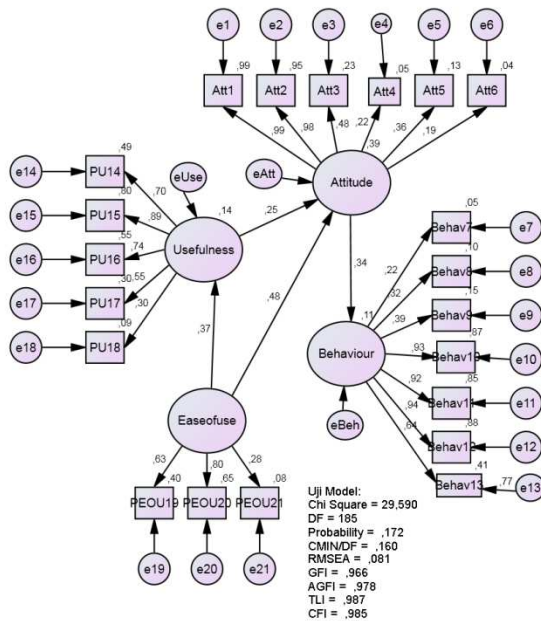 e1 e2 e3 e4 e5 e6
,99 ,95 ,23 ,05 ,13 ,04
Att1 Att2 Att3 Att4 Att5 Att6
,99 ,98 ,48 ,22 ,36 ,19
,39
eAtt
Attitude
e14 ,49
PU14
,70
eUse
e15 ,80
PU15
,89
,14
,25
Usefulness
e16 ,55
PU16
,74
e17 ,30
PU17
,55
e18 ,09
PU18
,30
,37
,48
,34
,05
Behav7
e7
,22
,10
Behav8
e8
,32
,15
Behav9
e9
,39
,11
,87
Behav10
e10
,93
Behaviour
,85
Behav11
e11
,92
,88
Behav12
e12
,94
,41
Behav13
,77
e13
,64
eBeh
Easeofuse
,63 ,80 ,28
,40 ,65 ,08
PEOU19 PEOU20 PEOU21
e19 e20 e21
Uji Model:
Chi Square = 29,590
DF = 185
Probability = ,172
CMIN/DF = ,160
RMSEA = ,081
GFI = ,966
AGFI = ,978
TLI = ,987
CFI = ,985